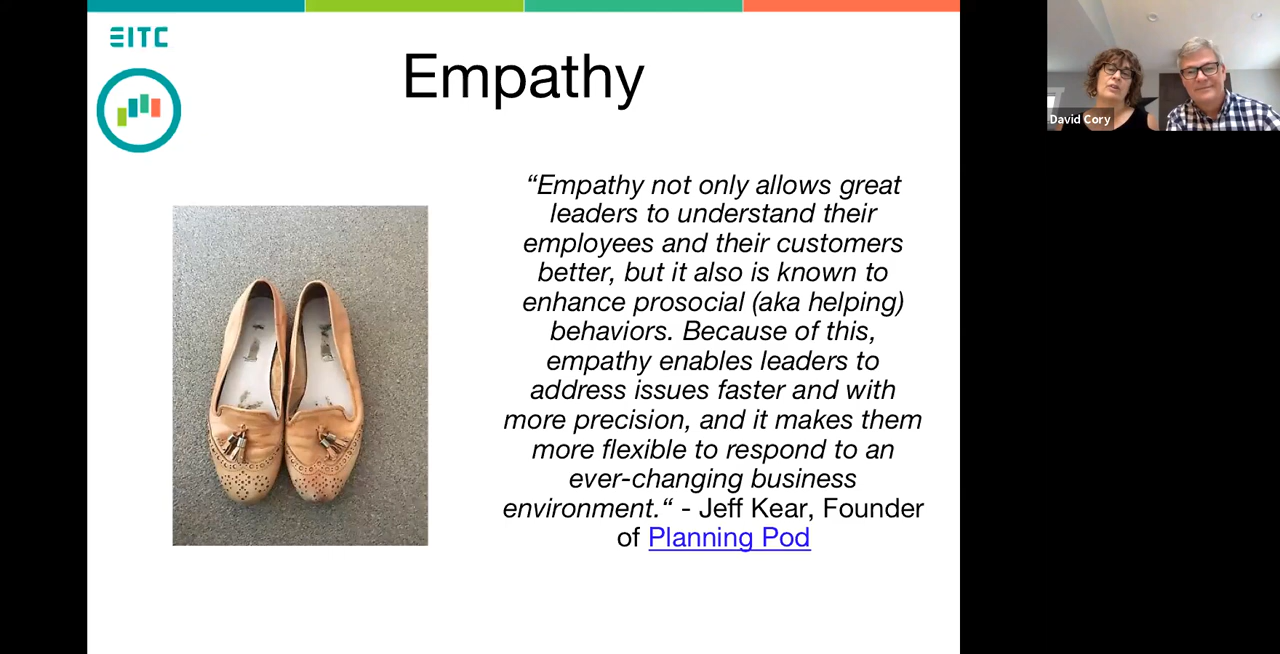 EITC
Empathy
“Empathy not only allows great
leaders to understand their
employees and their customers
better, but it also is known to
enhance prosocial (aka helping)
behaviors. Because of this,
empathy enables leaders to
address issues faster and with
more precision, and it makes them
more flexible to respond to an
ever-changing business
environment.“ - Jeff Kear, Founder
of Planning Pod
David Cory